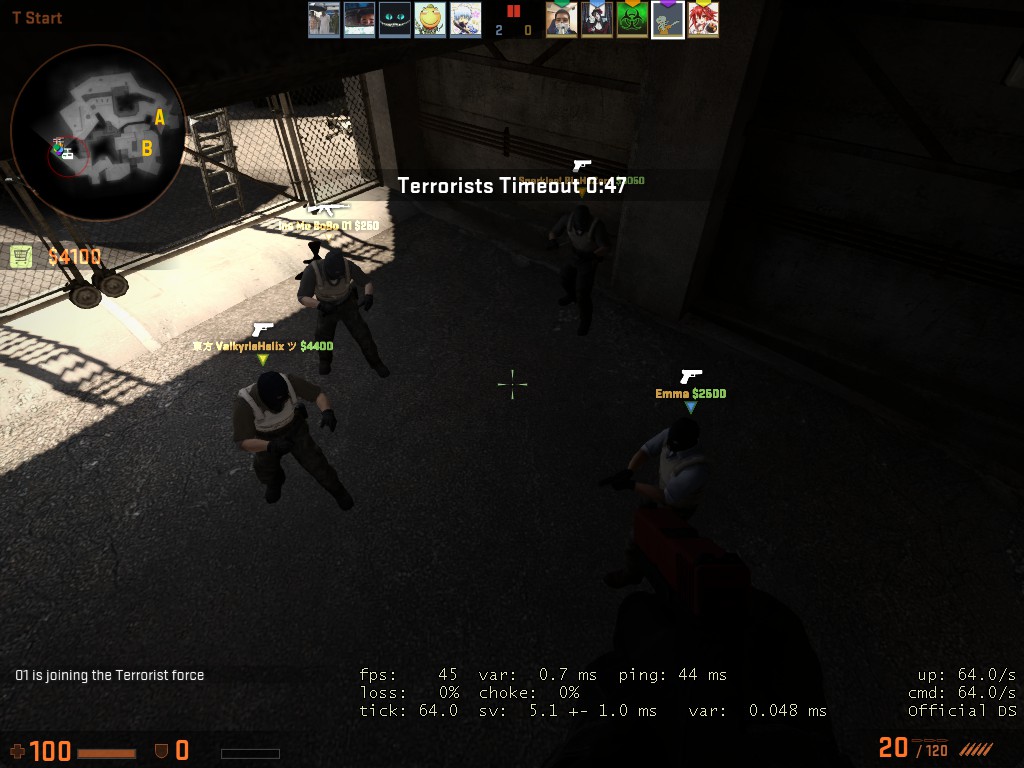 T Start
2 0
A
B
Terrorists Timeout 0:47
$4100
01 $250
東方 ValkyrieHelix ツ $4400
Emma $2600
01 is joining the Terrorist force
fps: 45 var: 0.7 ms ping: 44 ms
loss: 0% choke: 0%
tick: 64.0 sv: 5.1 +- 1.0 ms var: 0.048 ms
up: 64.0/s
cmd: 64.0/s
Official DS
100 0
20 / 120